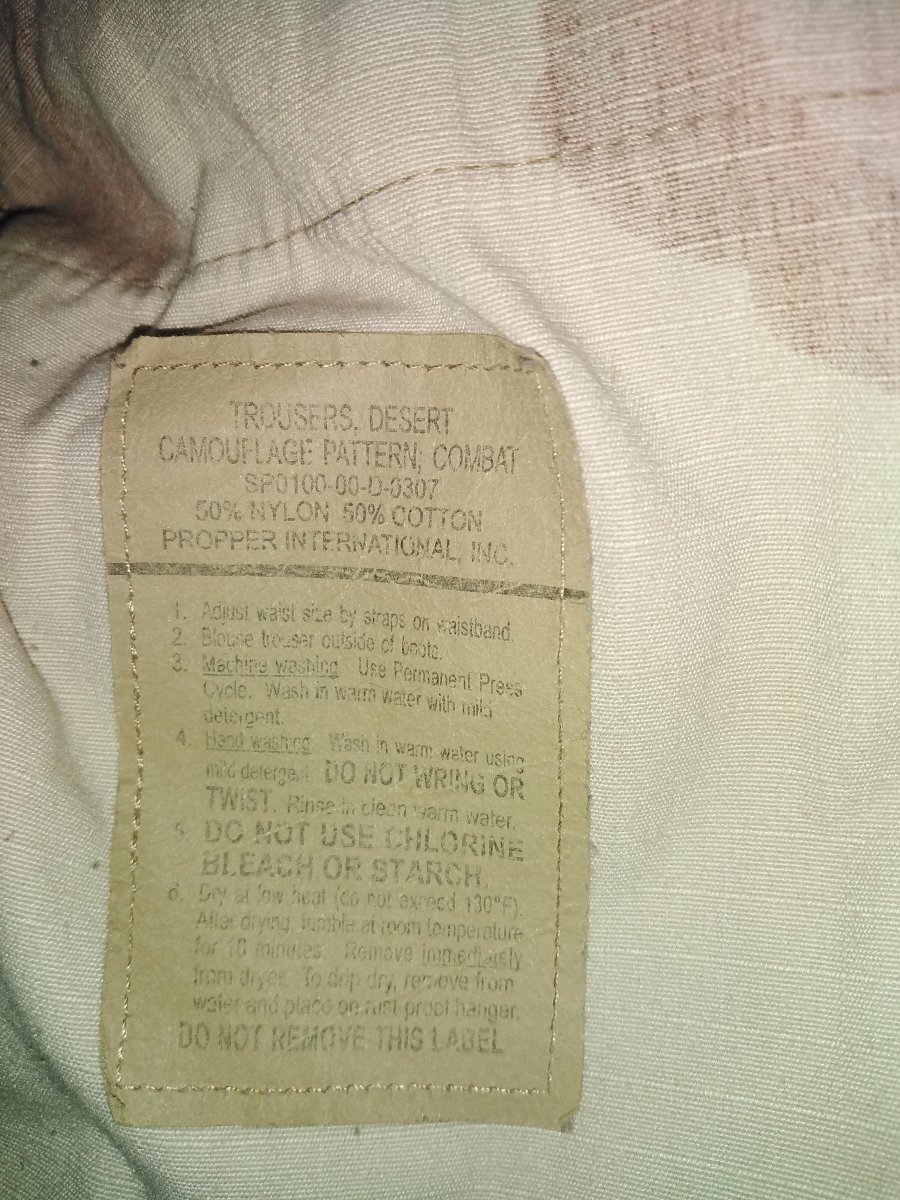 TROUSERS, DESERT
CAMOUFLAGE PATTERN, COMBAT
SP0100-00-D-0307
50% NYLON 50% COTTON
PROPPER INTERNATIONAL, INC.
1. Adjust waist size by straps on waistband.
2. Blouse trouser outside of boots.
3. Machine washing. Use Permanent Press
Cycle. Wash in warm water with mild
detergent.
4. Hand washing. Wash in warm water using
mild detergent. DO NOT WRING OR
TWIST. Rinse in clean warm water.
5. DO NOT USE CHLORINE
BLEACH OR STARCH.
6. Dry at low heat (do not exceed 130°F).
After drying, tumble at room temperature
for 10 minutes. Remove immediately
from dryer. To drip dry, remove from
water and place on rust-proof hanger.
DO NOT REMOVE THIS LABEL